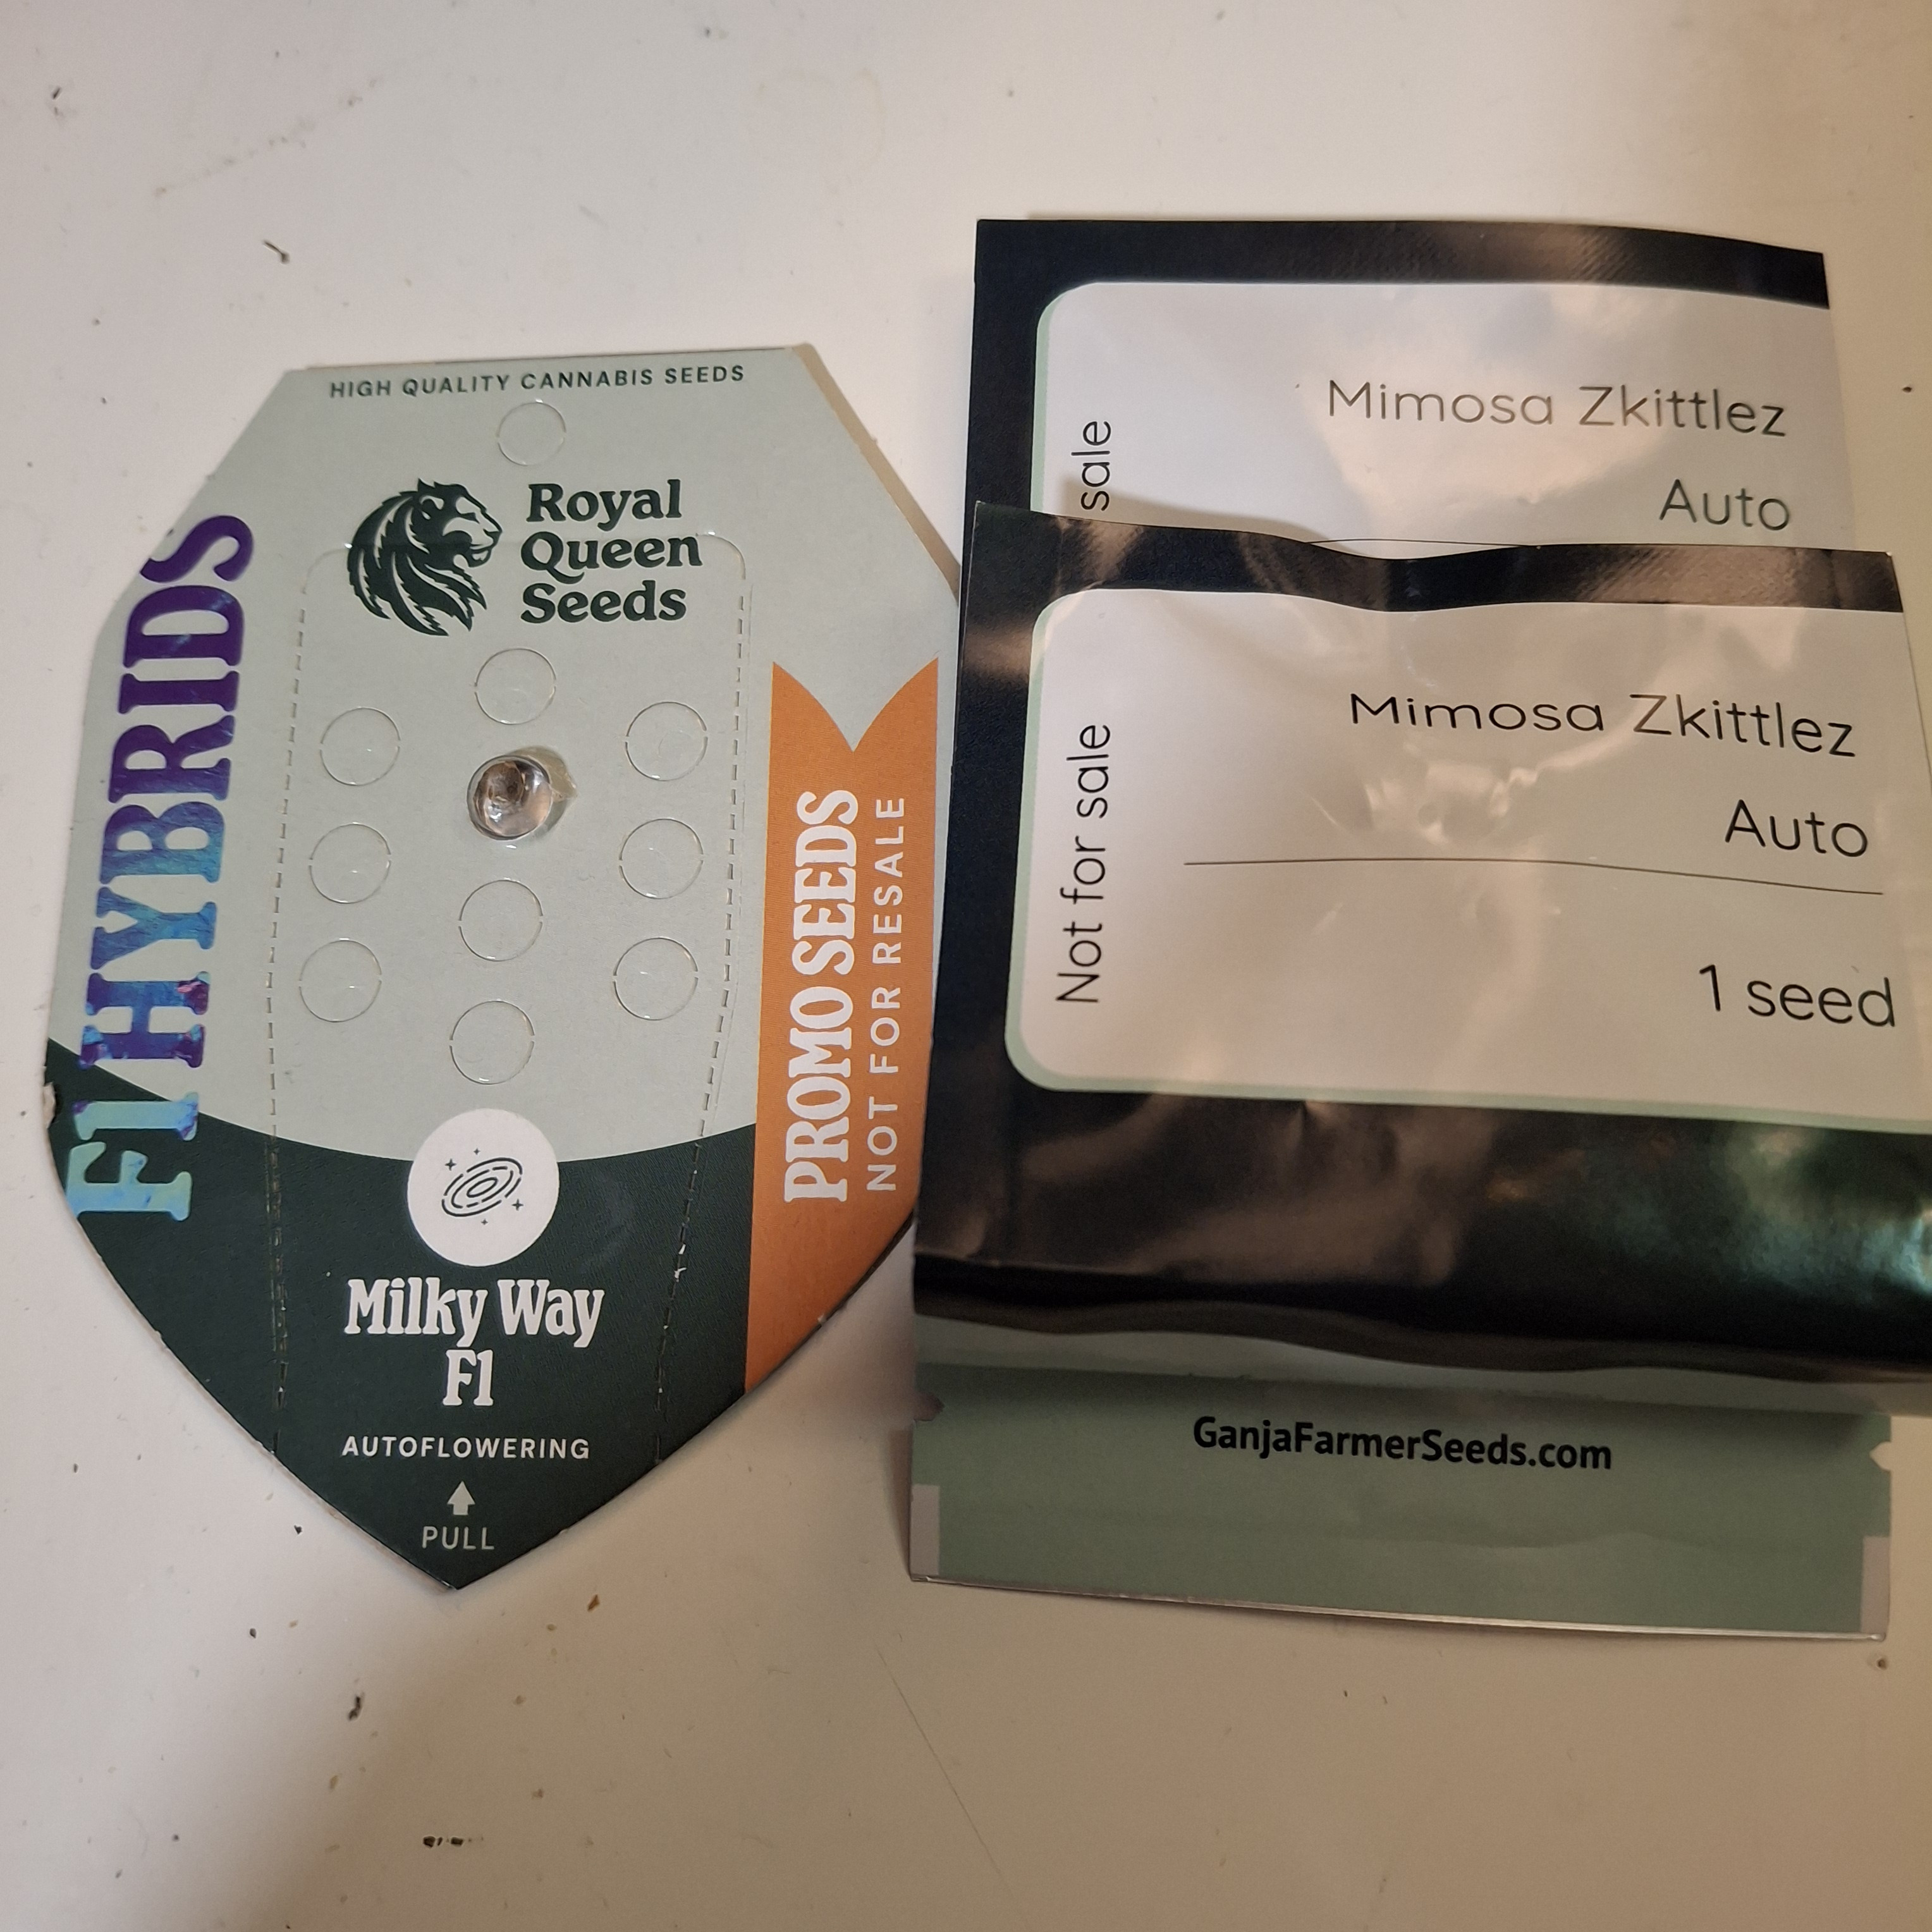 HIGH QUALITY CANNABIS SEEDS
Royal
Queen
Seeds
F1 HYBRIDS
PROMO SEEDS
NOT FOR RESALE
Milky Way
F1
AUTOFLOWERING
PULL
Mimosa Zkittlez
Auto
sale
Mimosa Zkittlez
Auto
1 seed
Not for sale
GanjaFarmerSeeds.com